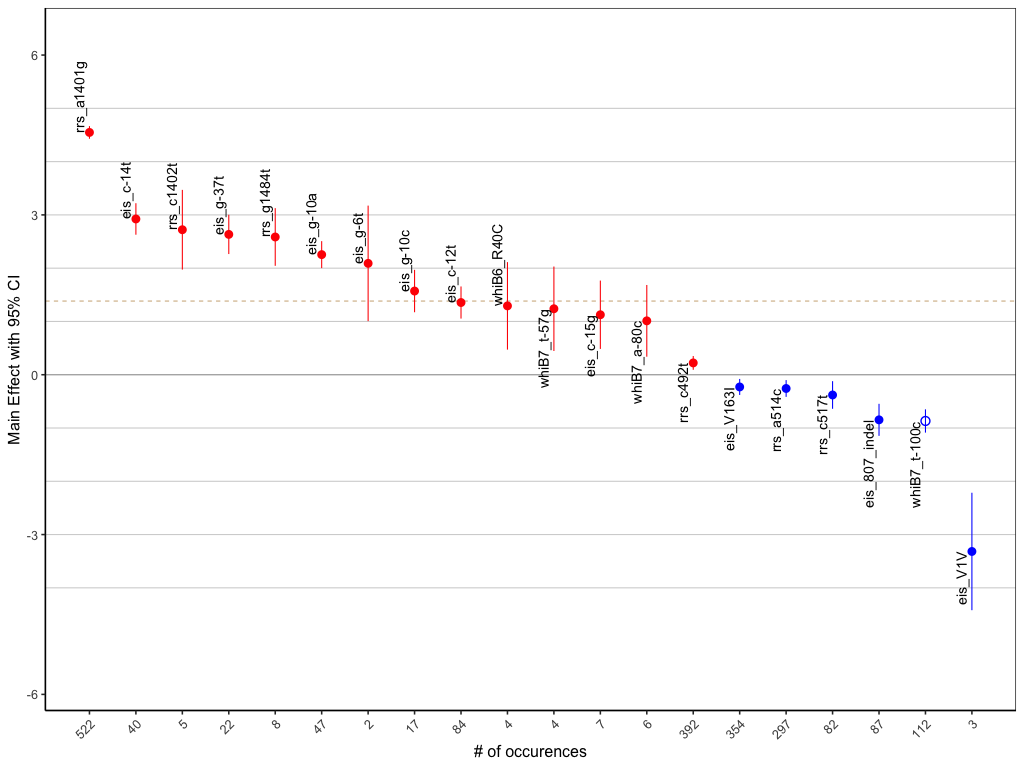 6
3
0
-3
-6
Main Effect with 95% CI
rrs_a1401g
eis_c-14t
rrs_c1402t
eis_g-37t
rrs_g1484t
eis_g-10a
eis_g-6t
eis_g-10c
eis_c-12t
whiB6_R40C
whiB7_t-57g
eis_c-15g
whiB7_a-80c
rrs_c492t
eis_V163I
rrs_a514c
rrs_c517t
eis_807_indel
whiB7_t-100c
eis_V1V
522 40 5 22 8 47 2 17 84 4 4 7 6 392 354 297 82 87 112 3
# of occurences